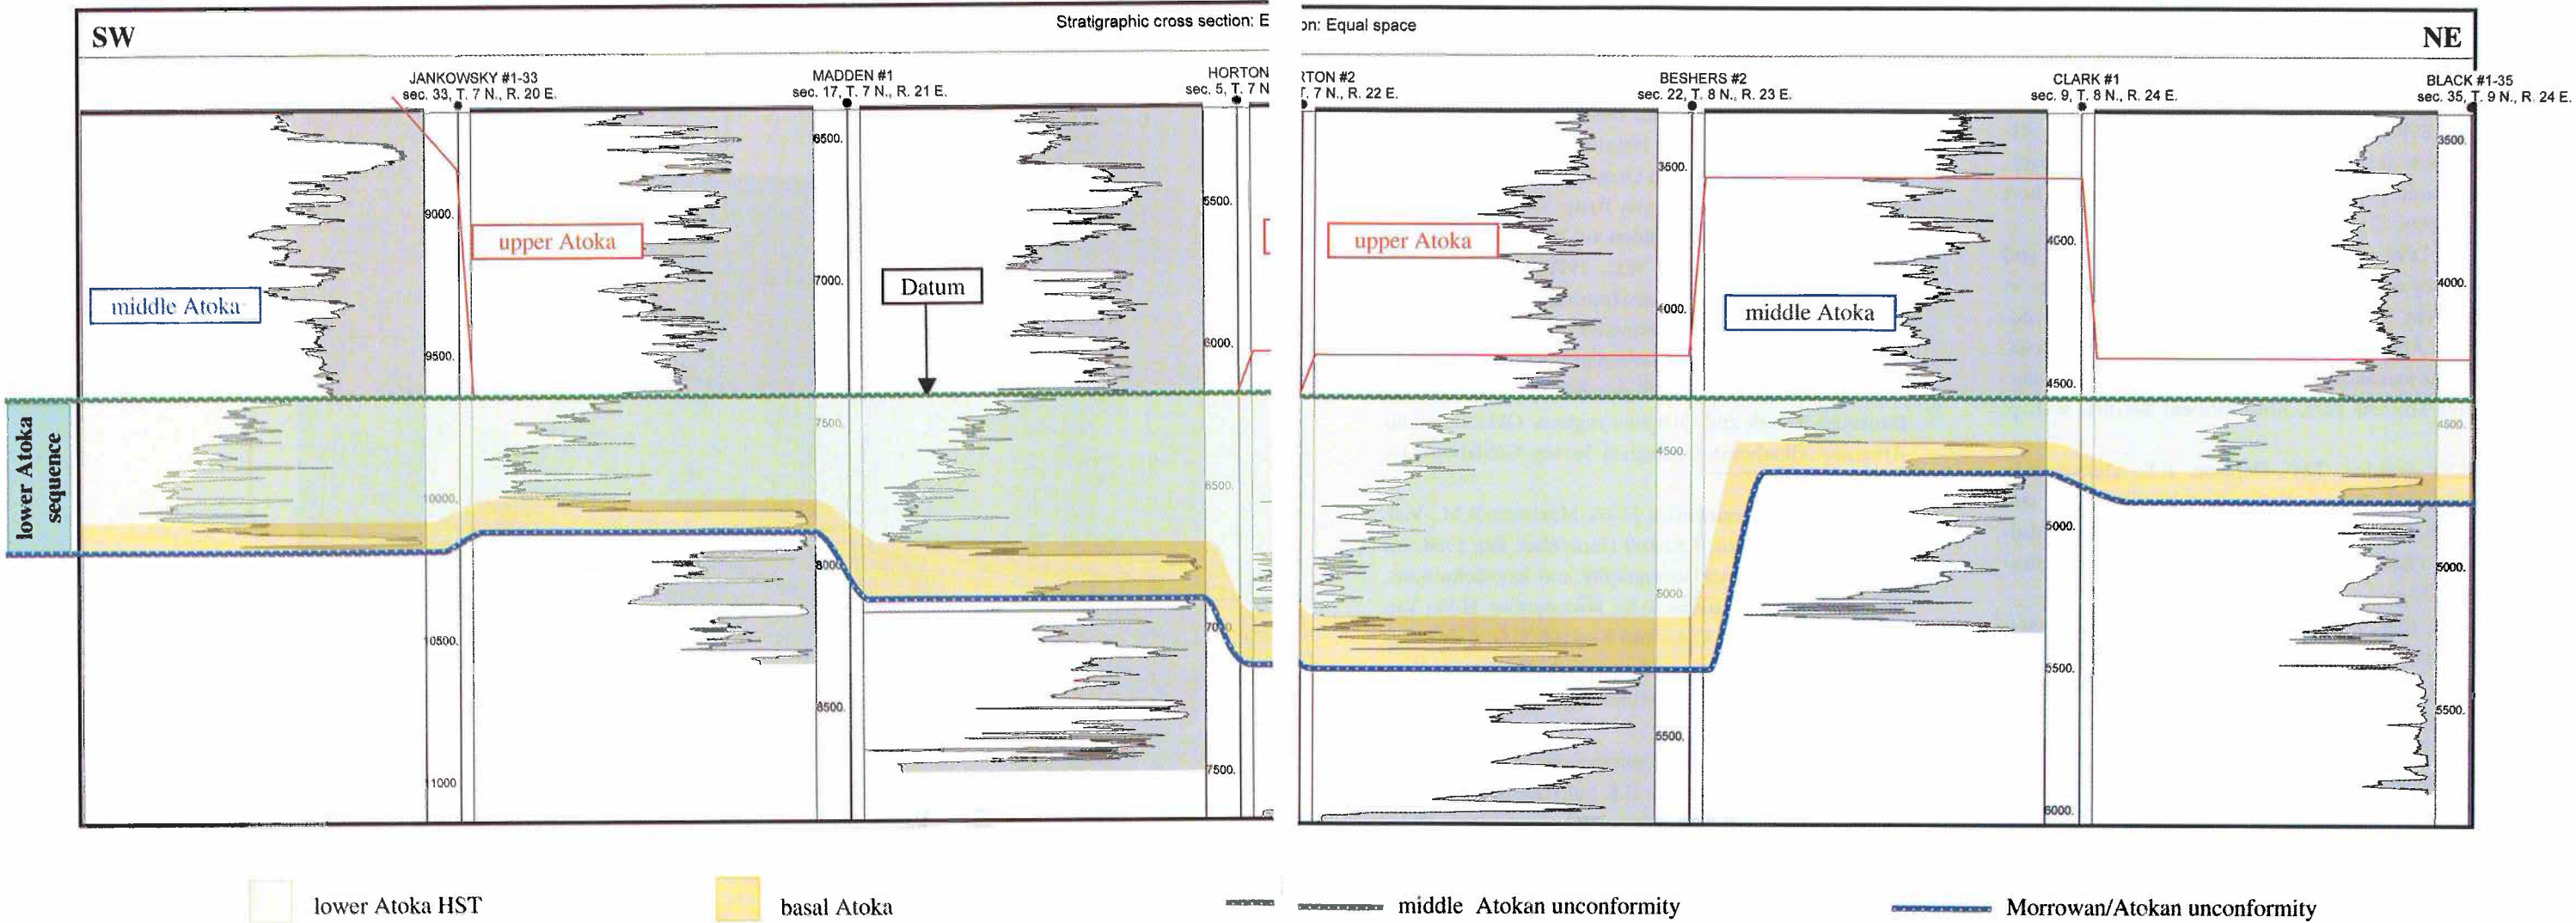 SW
Stratigraphic cross section: E
on: Equal space
NE
JANKOWSKY #1-33
sec. 33, T. 7 N., R. 20 E.
MADDEN #1
sec. 17, T. 7 N., R. 21 E.
HORTON
sec. 5, T. 7 N
RTON #2
T. 7 N., R. 22 E.
BESHERS #2
sec. 22, T. 8 N., R. 23 E.
CLARK #1
sec. 9, T. 8 N., R. 24 E.
BLACK #1-35
sec. 35, T. 9 N., R. 24 E.
9000.
9500.
10000.
10500.
11000
6500.
7000.
7500.
8000.
8500.
5500.
6000.
6500.
7000.
7500.
3500.
4000.
4500.
5000.
5500.
4000.
4500.
5000.
5500.
6000.
3500.
4000.
4500.
5000.
5500.
middle Atoka
upper Atoka
Datum
upper Atoka
middle Atoka
lower Atoka
sequence
lower Atoka HST
basal Atoka
middle Atokan unconformity
Morrowan/Atokan unconformity